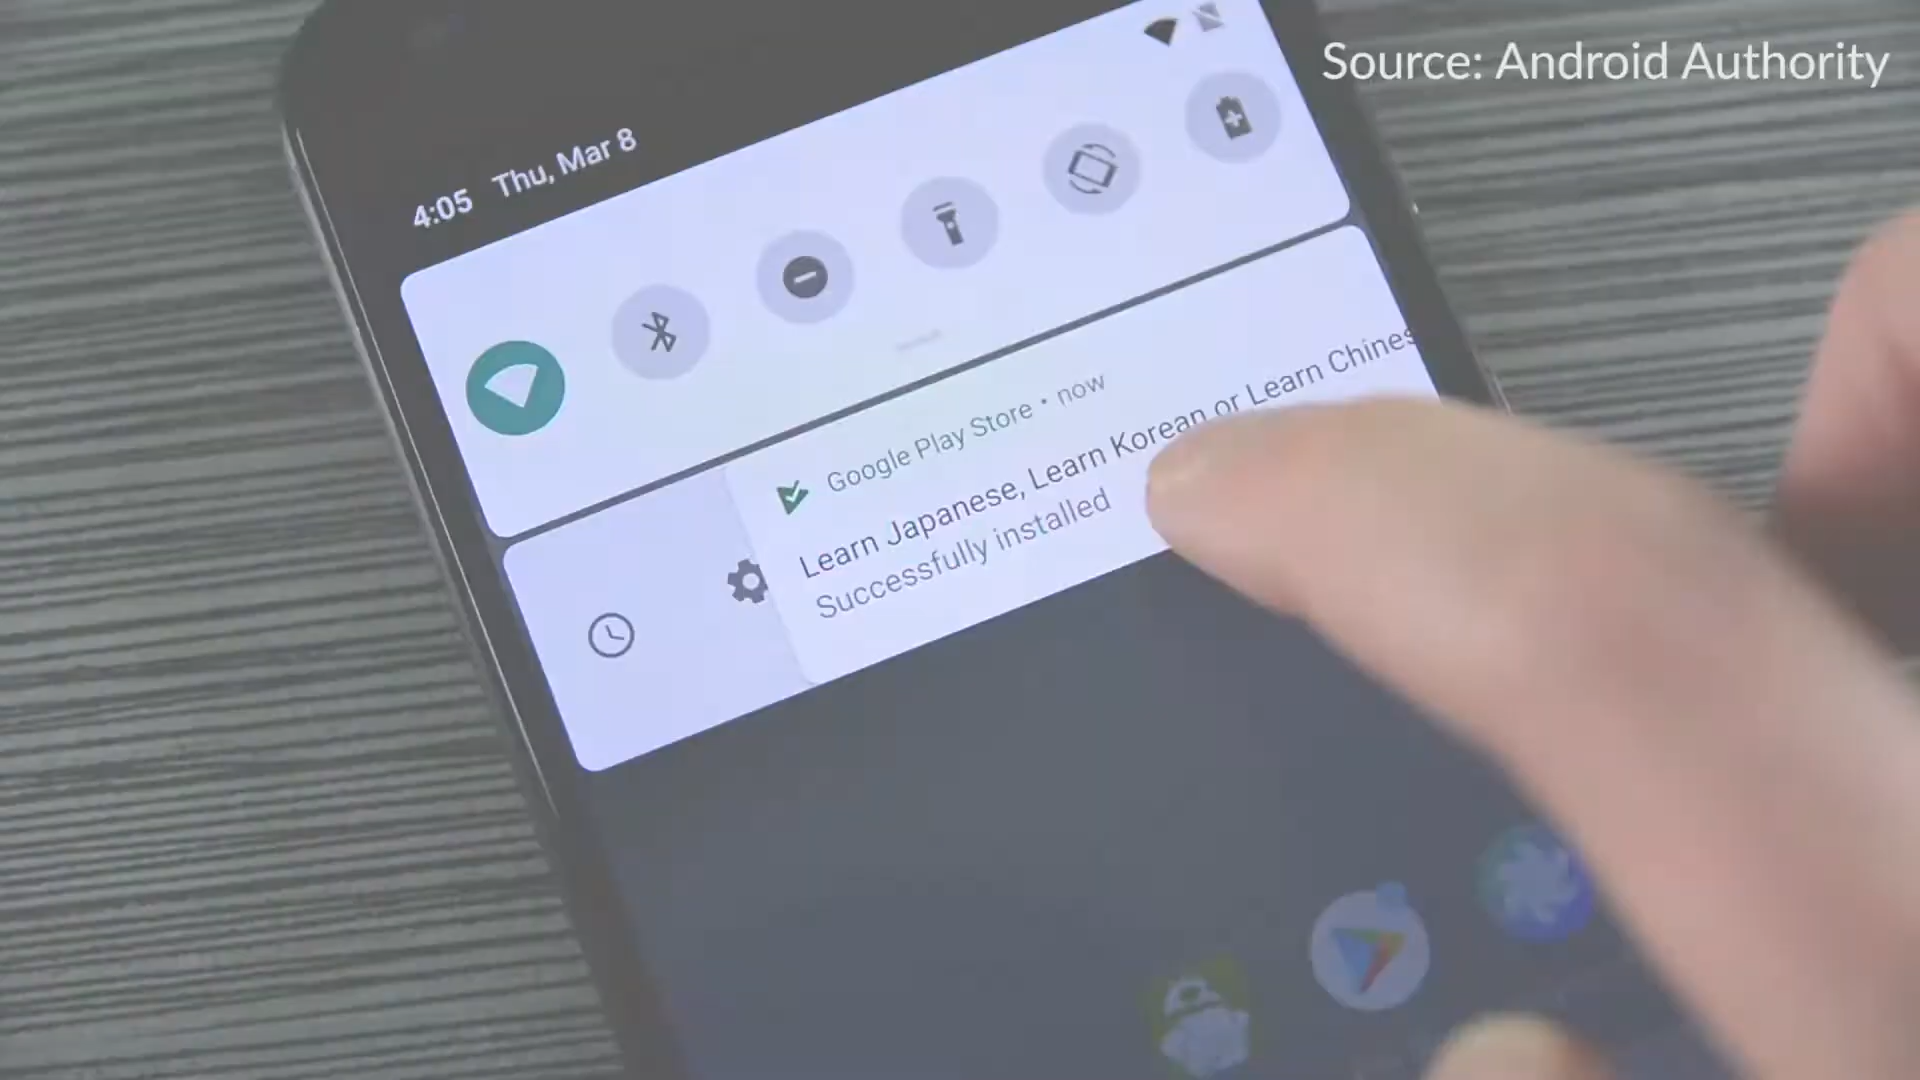 Source: Android Authority
4:05 Thu, Mar 8
Google Play Store • now
Learn Japanese, Learn Korean or Learn Chines
Successfully installed